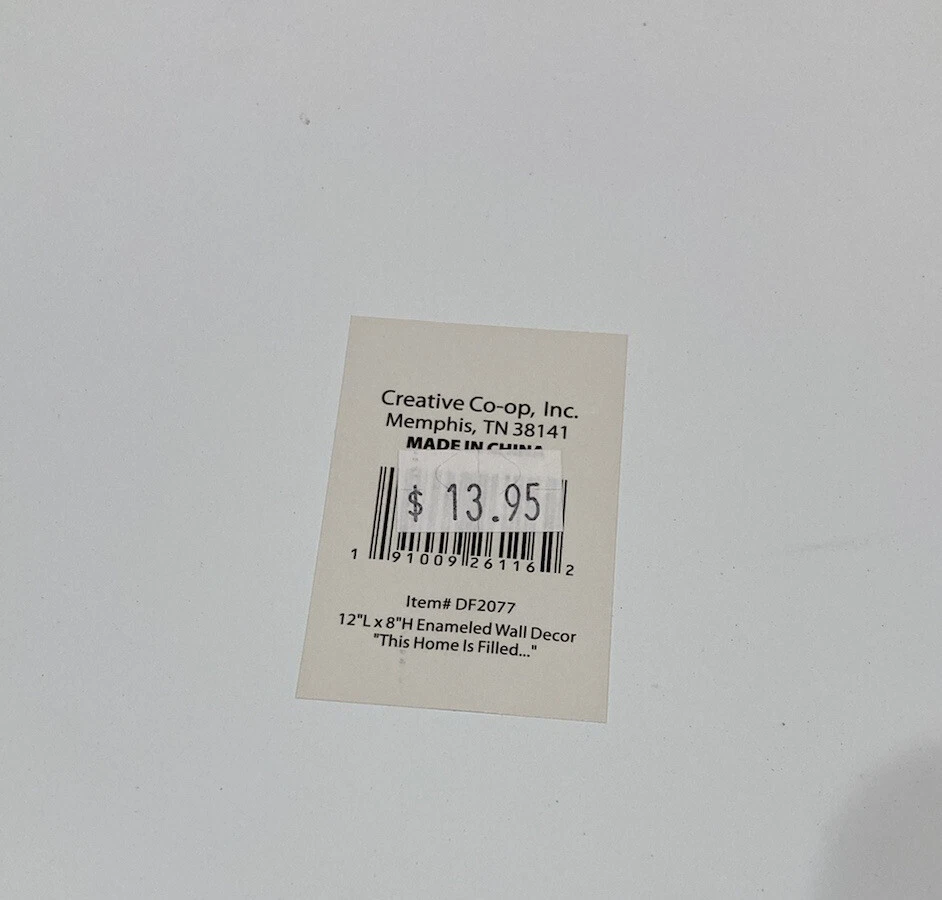 Creative Co-op, Inc.
Memphis, TN 38141
MADE IN CHINA
$ 13.95
1 91009 26116 2
Item# DF2077
12"L x 8"H Enameled Wall Decor
"This Home Is Filled..."